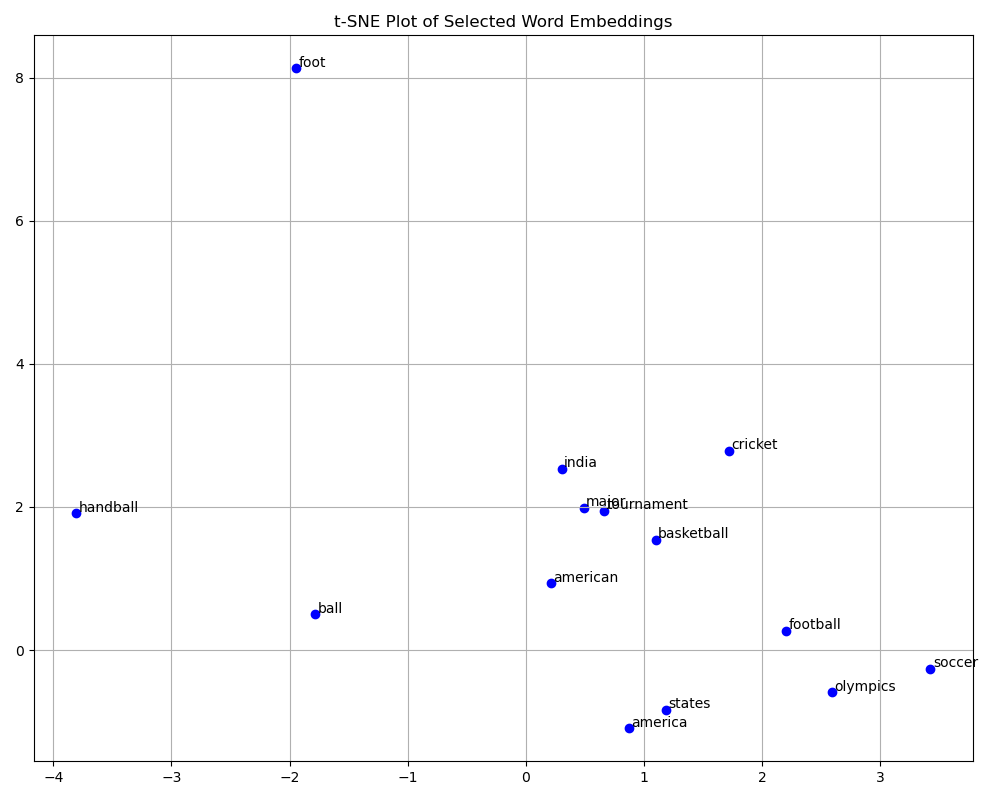 t-SNE Plot of Selected Word Embeddings
8
foot
6
4
cricket
india
major
tournament
2
handball
basketball
american
ball
football
0
soccer
olympics
states
america
−4 −3 −2 −1 0 1 2 3